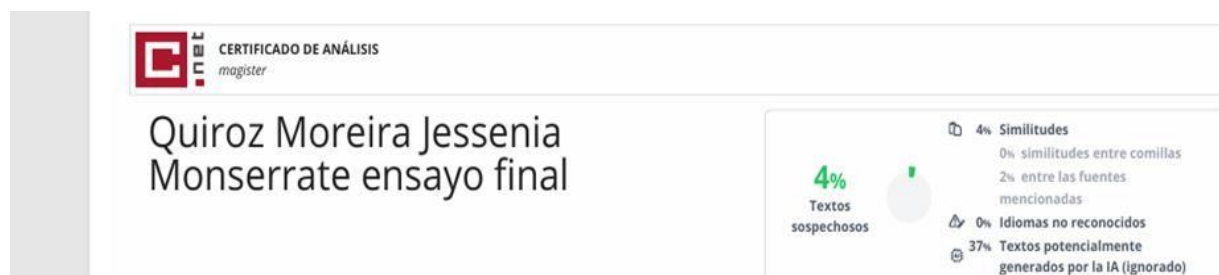 C
.net
CERTIFICADO DE ANÁLISIS
magister
Quiroz Moreira Jessenia
Monserrate ensayo final
4%
Textos
sospechosos
4% Similitudes
0% similitudes entre comillas
2% entre las fuentes
mencionadas
0% Idiomas no reconocidos
37% Textos potencialmente
generados por la IA (ignorado)